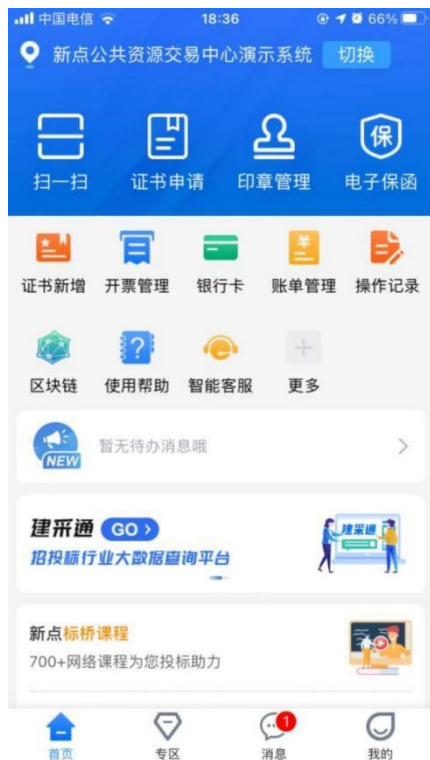 中国电信 18:36 66%
新点公共资源交易中心演示系统 切换
扫一扫 证书申请 印章管理 保 电子保函
证书新增 开票管理 银行卡 账单管理 操作记录
区块链 使用帮助 智能客服 更多
NEW 暂无待办消息哦
建采通 GO 建采通
招投标行业大数据查询平台
新点标桥课程
700+网络课程为您投标助力
1
首页 专区 消息 我的